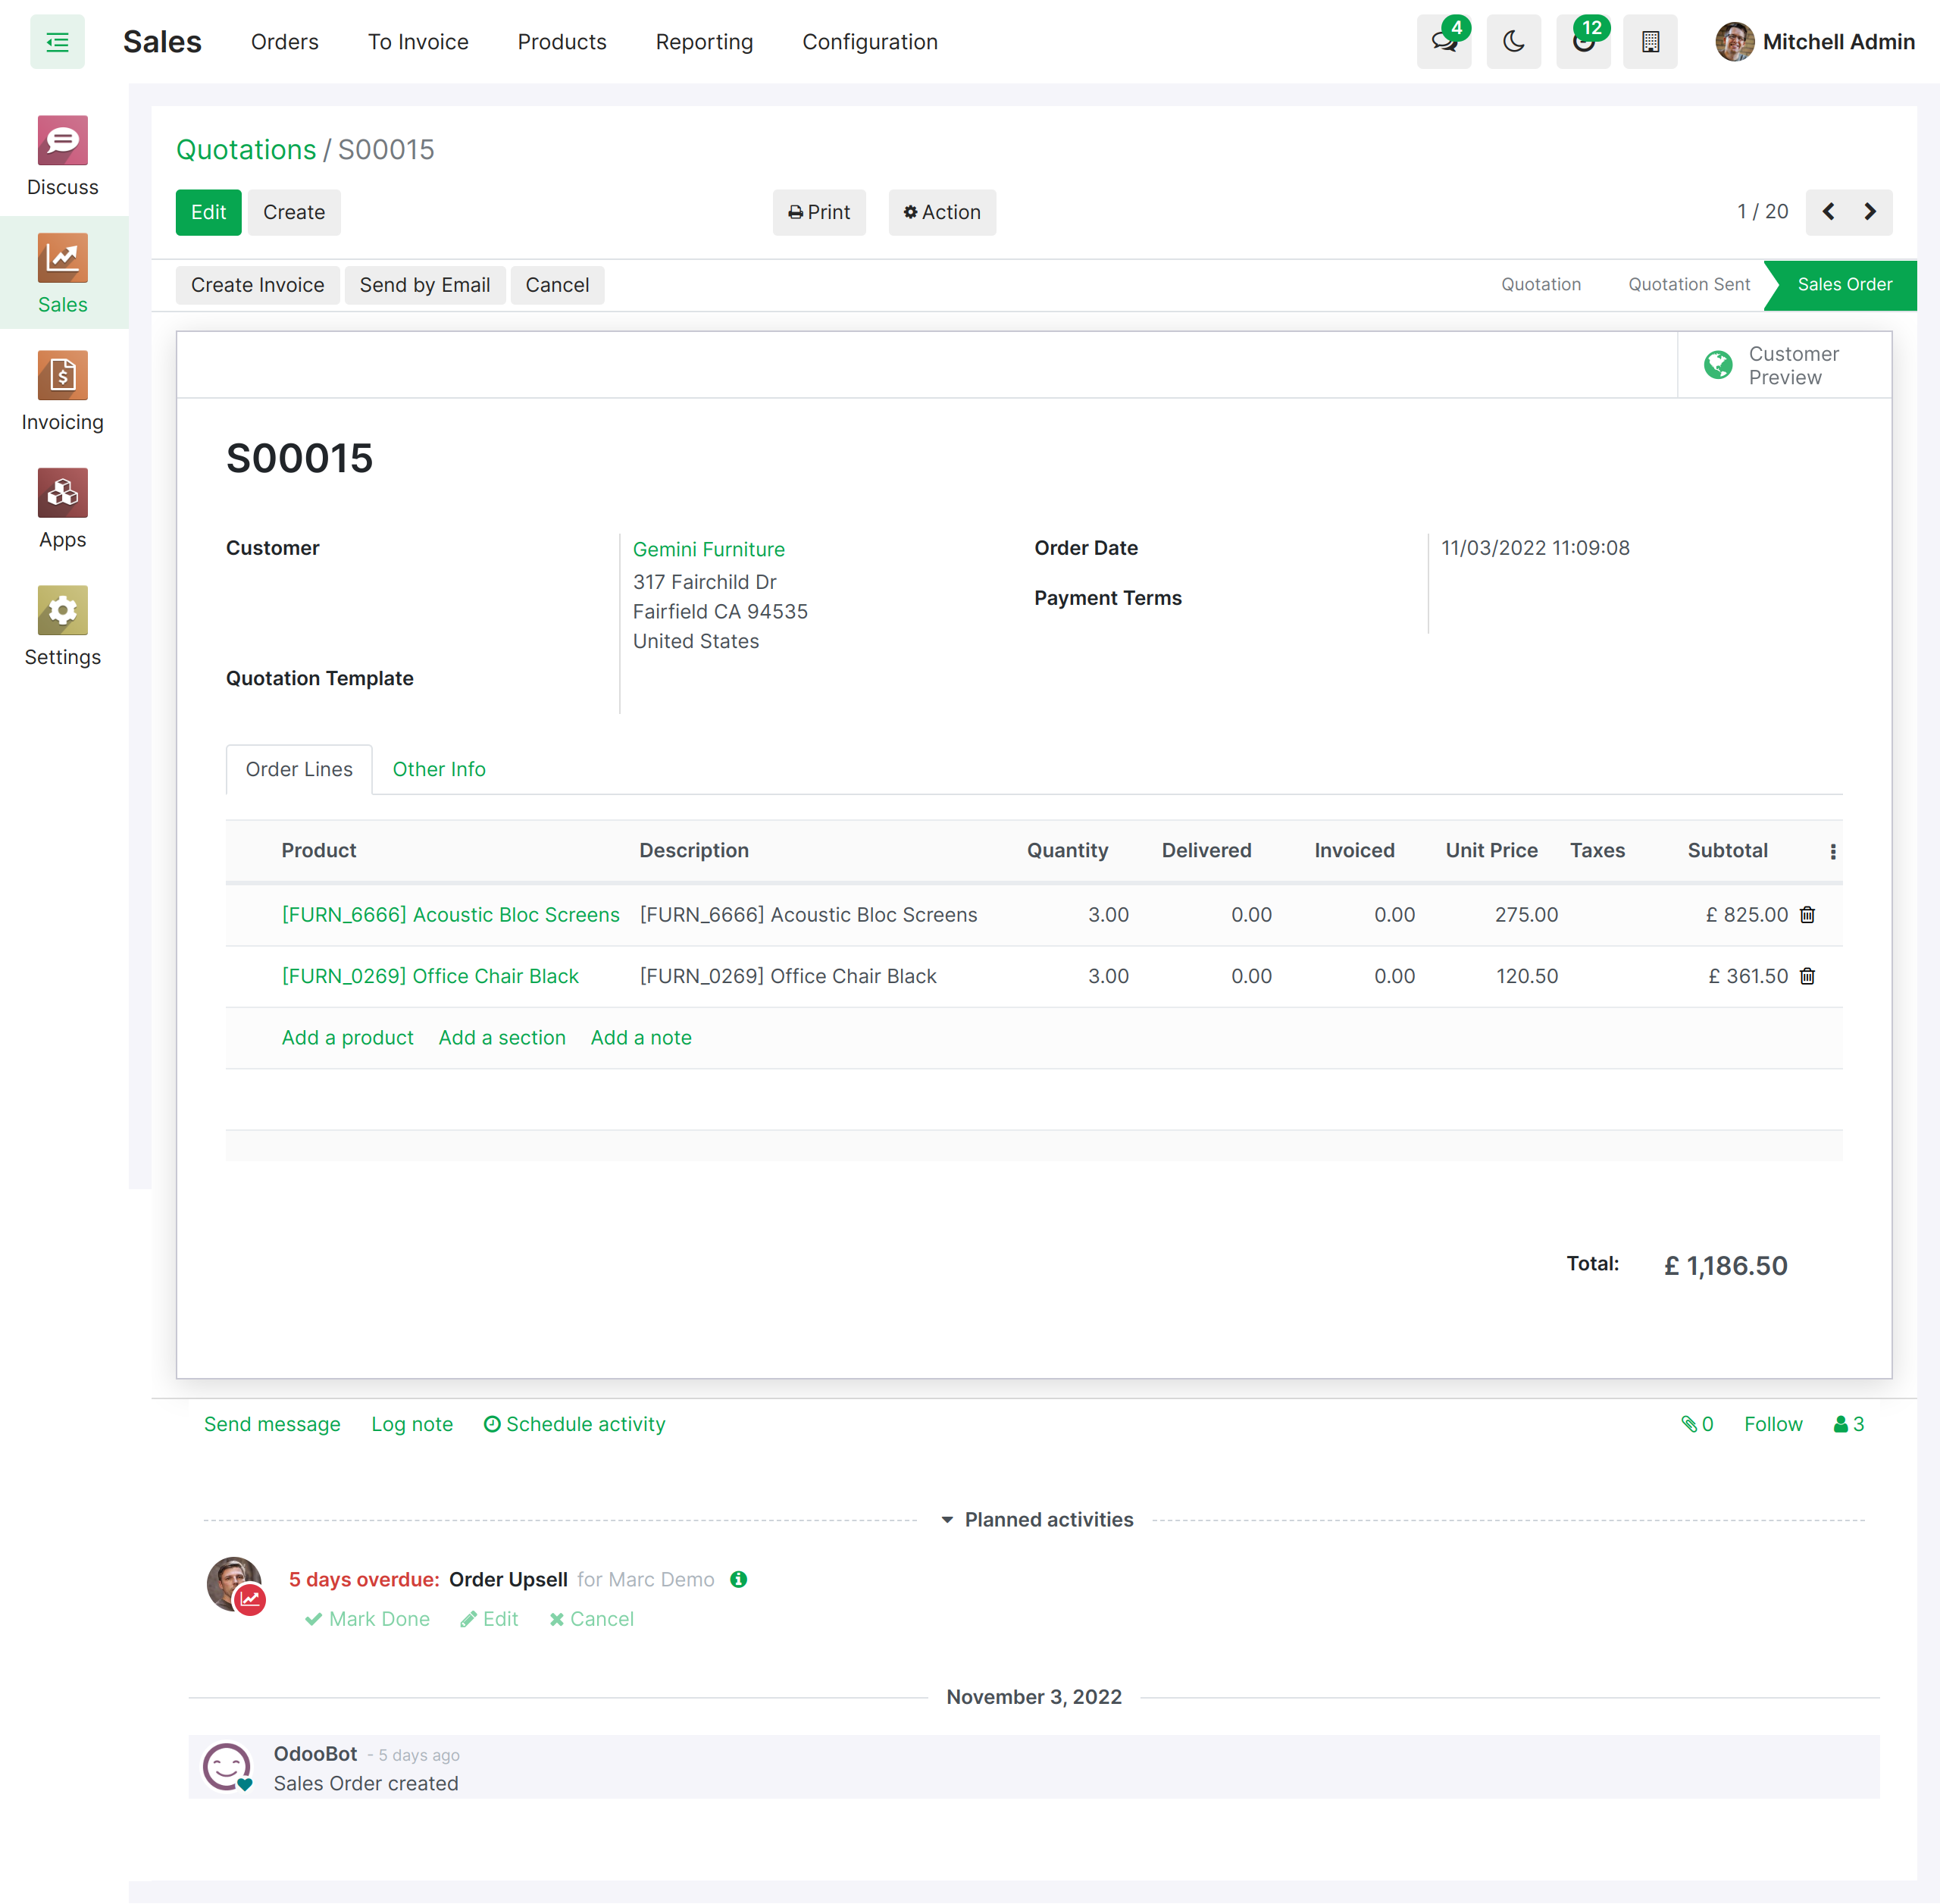 Sales
Orders
To Invoice
Products
Reporting
Configuration
4
12
Mitchell Admin
Discuss
Sales
Invoicing
Apps
Settings
Quotations / S00015
Edit
Create
Print
Action
1 / 20
Create Invoice
Send by Email
Cancel
Quotation
Quotation Sent
Sales Order
Customer
Preview
S00015
Customer
Gemini Furniture
317 Fairchild Dr
Fairfield CA 94535
United States
Quotation Template
Order Date
11/03/2022 11:09:08
Payment Terms
Order Lines
Other Info
Product Description Quantity Delivered Invoiced Unit Price Taxes Subtotal
[FURN_6666] Acoustic Bloc Screens [FURN_6666] Acoustic Bloc Screens 3.00 0.00 0.00 275.00 £ 825.00
[FURN_0269] Office Chair Black [FURN_0269] Office Chair Black 3.00 0.00 0.00 120.50 £ 361.50
Add a product Add a section Add a note
Total: £ 1,186.50
Send message
Log note
Schedule activity
0
Follow
3
Planned activities
5 days overdue: Order Upsell for Marc Demo
Mark Done
Edit
Cancel
November 3, 2022
OdooBot - 5 days ago
Sales Order created